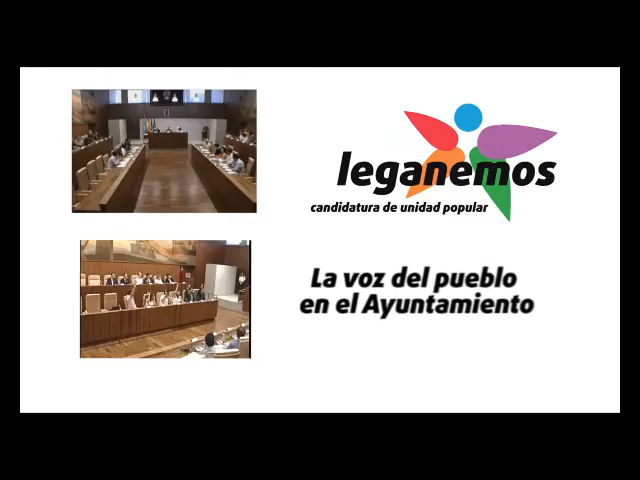 leganemos
candidatura de unidad popular
La voz del pueblo
en el Ayuntamiento